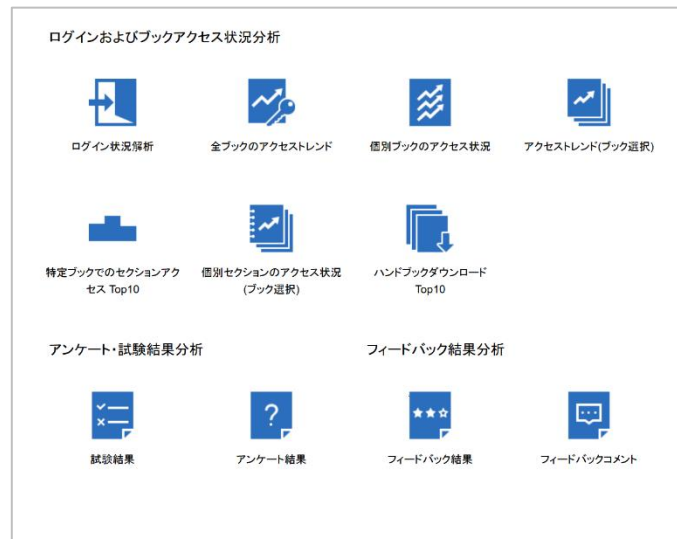 ログインおよびブックアクセス状況分析
ログイン状況解析
全ブックのアクセストレンド
個別ブックのアクセス状況
アクセストレンド(ブック選択)
特定ブックでのセクションアク
セス Top10
個別セクションのアクセス状況
(ブック選択)
ハンドブックダウンロード
Top10
アンケート・試験結果分析
フィードバック結果分析
試験結果
アンケート結果
フィードバック結果
フィードバックコメント